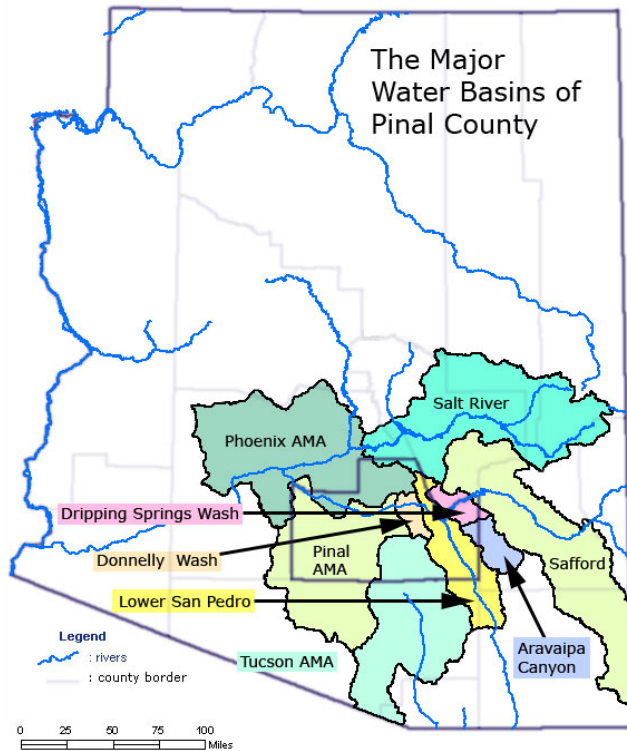 The Major
Water Basins of
Pinal County
Salt River
Phoenix AMA
Dripping Springs Wash
Donnelly Wash
Pinal
AMA
Safford
Lower San Pedro
Aravaipa
Canyon
Tucson AMA
Legend
: rivers
: county border
0 25 50 75 100
Miles